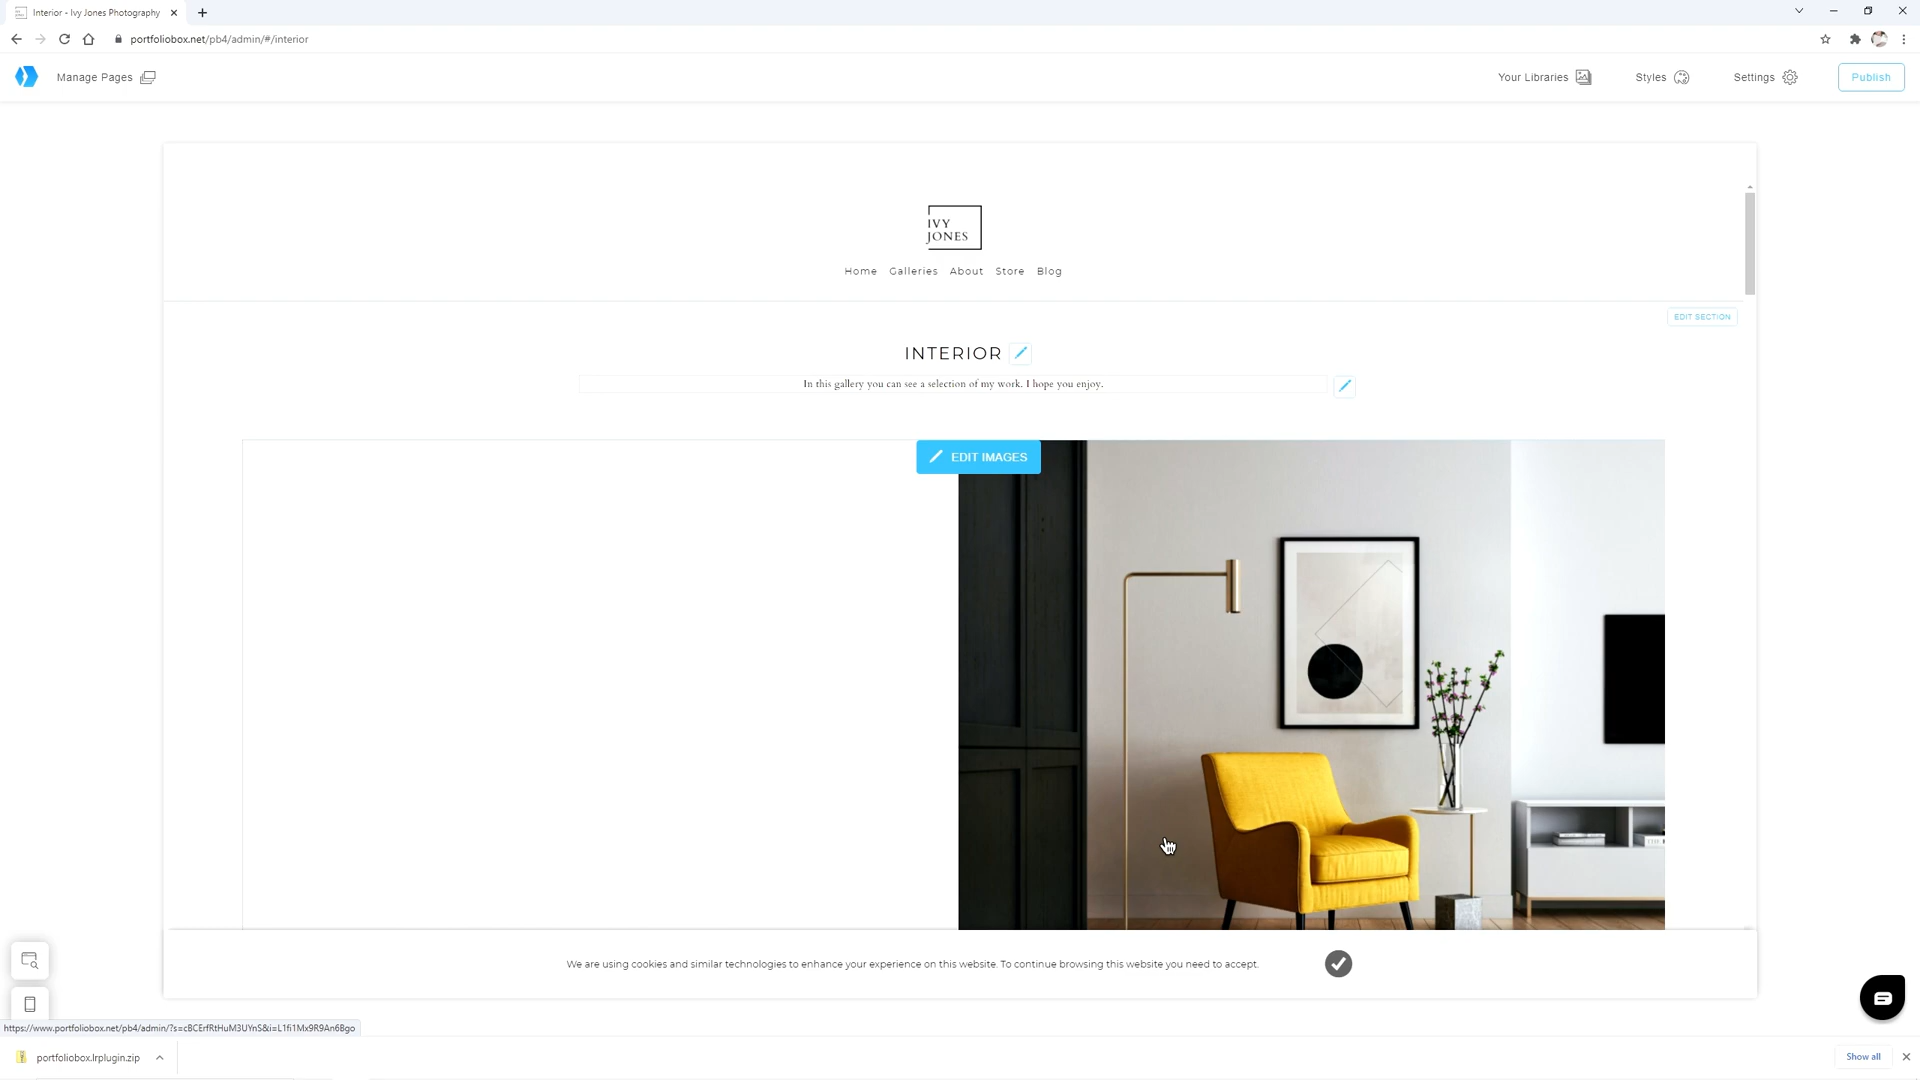 Interior - Ivy Jones Photography
portfoliobox.net/pb4/admin/#/interior
Manage Pages
Your Libraries
Styles
Settings
Publish
IVY
JONES
Home Galleries About Store Blog
EDIT SECTION
INTERIOR
In this gallery you can see a selection of my work. I hope you enjoy.
EDIT IMAGES
We are using cookies and similar technologies to enhance your experience on this website. To continue browsing this website you need to accept.
https://www.portfoliobox.net/pb4/admin/?s=cBCErfRtHuM3UYnS&i=L1fi1Mx9R9An6Bgo
portfoliobox.lrplugin.zip
Show all